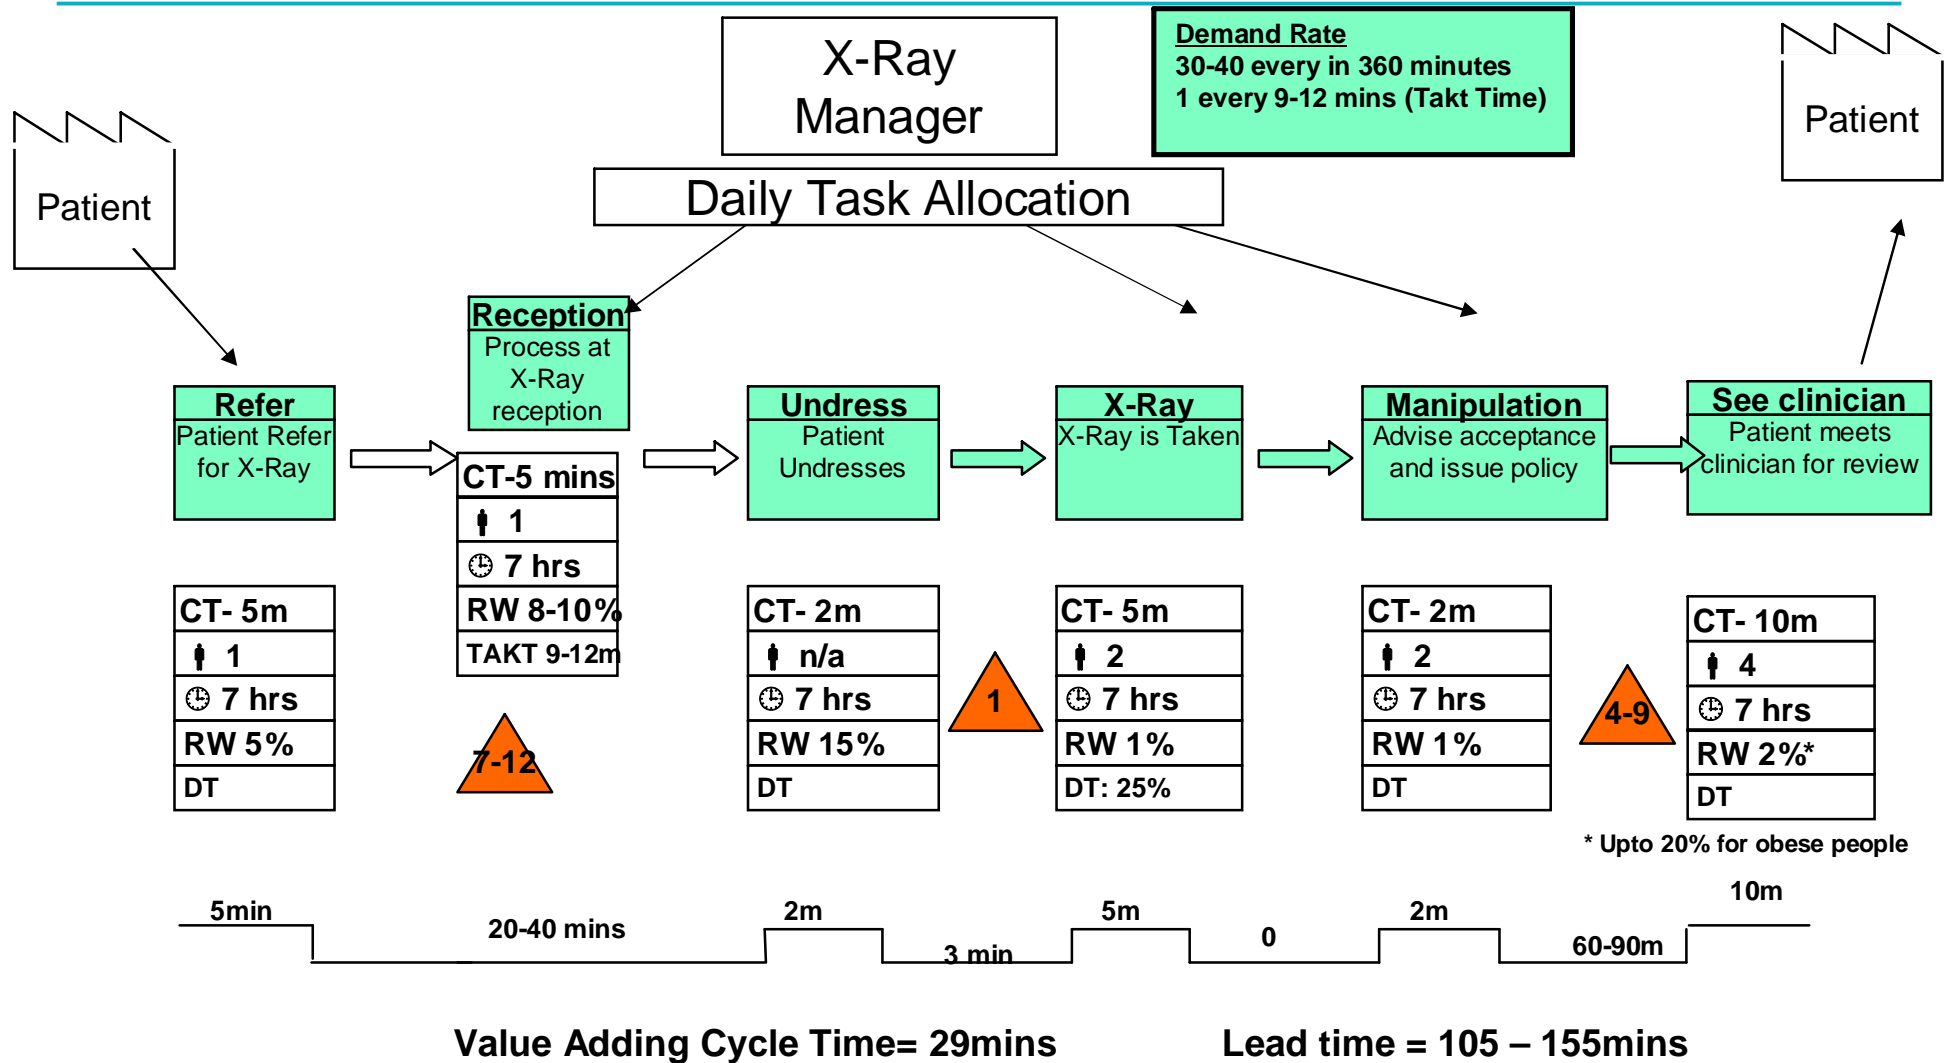 X-Ray
Manager
Demand Rate
30-40 every in 360 minutes
1 every 9-12 mins (Takt Time)
Patient
Patient
Daily Task Allocation
Reception
Process at
X-Ray
reception
Refer
Patient Refer
for X-Ray
Undress
Patient
Undresses
X-Ray
X-Ray is Taken
Manipulation
Advise acceptance
and issue policy
See clinician
Patient meets
clinician for review
CT-5 mins
1
7 hrs
RW 8-10%
TAKT 9-12m
CT- 5m
1
7 hrs
RW 5%
DT
7-12
CT- 2m
n/a
7 hrs
RW 15%
DT
1
CT- 5m
2
7 hrs
RW 1%
DT: 25%
CT- 2m
2
7 hrs
RW 1%
DT
4-9
CT- 10m
4
7 hrs
RW 2%*
DT
* Upto 20% for obese people
5min
20-40 mins
2m
3 min
5m
0
2m
60-90m
10m
Value Adding Cycle Time= 29mins
Lead time = 105 – 155mins